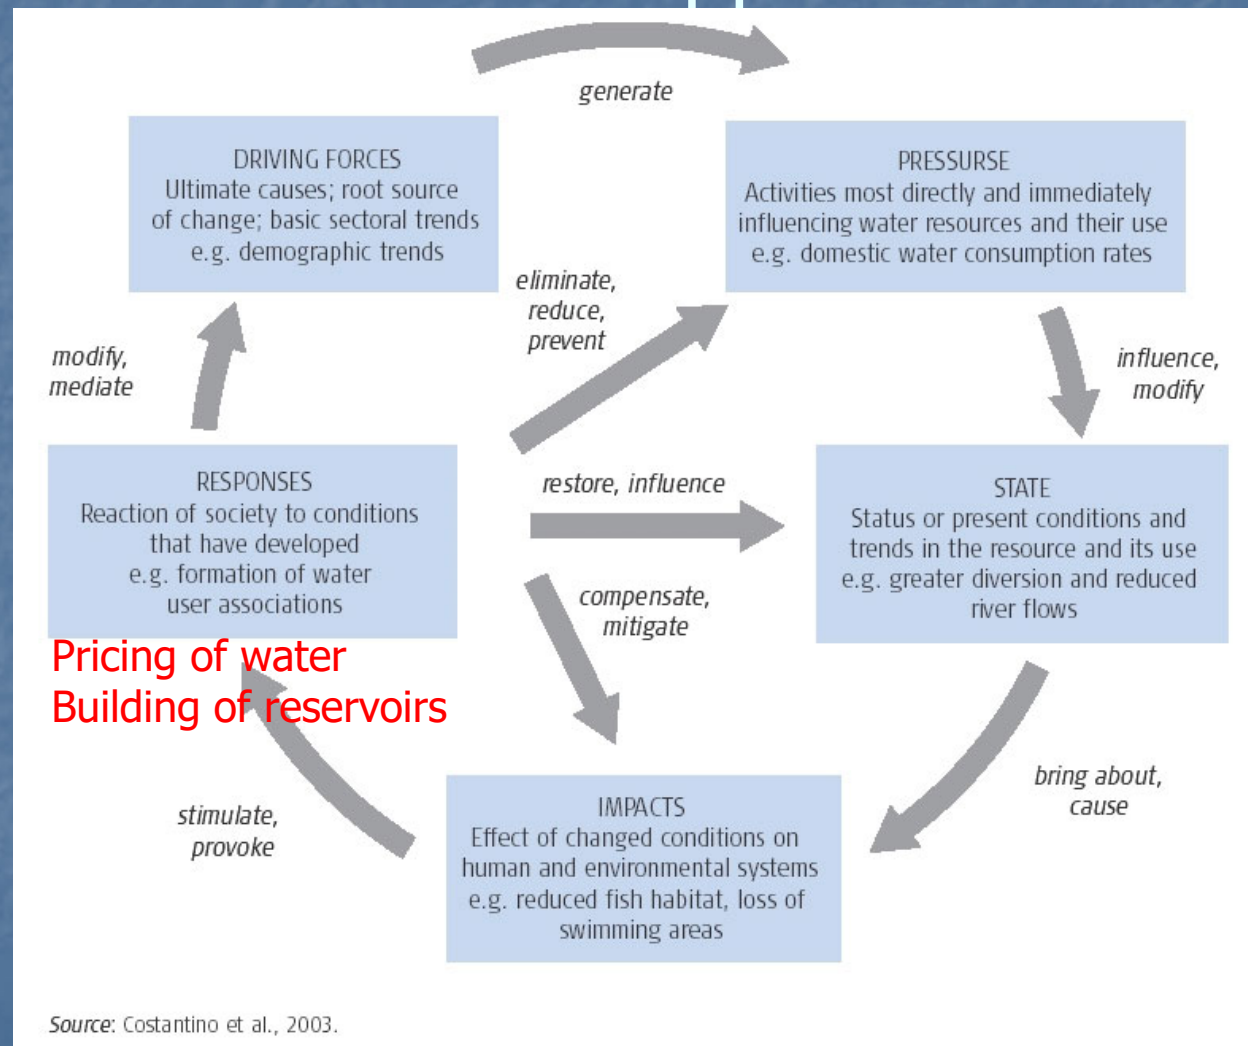 generate
DRIVING FORCES
Ultimate causes; root source
of change; basic sectoral trends
e.g. demographic trends
PRESSURSE
Activities most directly and immediately
influencing water resources and their use
e.g. domestic water consumption rates
eliminate,
reduce,
prevent
modify,
mediate
influence,
modify
RESPONSES
Reaction of society to conditions
that have developed
e.g. formation of water
user associations
restore, influence
STATE
Status or present conditions and
trends in the resource and its use
e.g. greater diversion and reduced
river flows
compensate,
mitigate
Pricing of water
Building of reservoirs
bring about,
cause
stimulate,
provoke
IMPACTS
Effect of changed conditions on
human and environmental systems
e.g. reduced fish habitat, loss of
swimming areas
Source: Costantino et al., 2003.